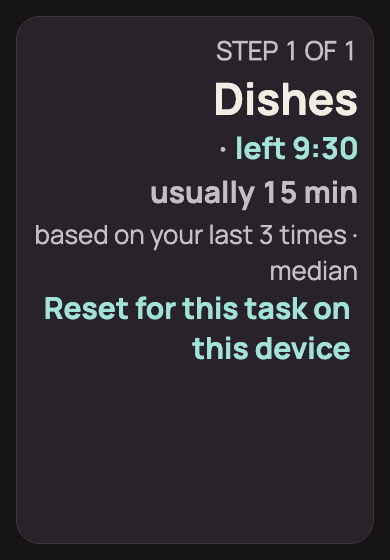 STEP 1 OF 1
Dishes
· left 9:30
usually 15 min
based on your last 3 times ·
median
Reset for this task on
this device